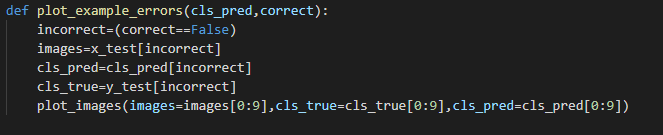 def plot_example_errors(cls_pred,correct):
    incorrect=(correct==False)
    images=x_test[incorrect]
    cls_pred=cls_pred[incorrect]
    cls_true=y_test[incorrect]
    plot_images(images=images[0:9],cls_true=cls_true[0:9],cls_pred=cls_pred[0:9])